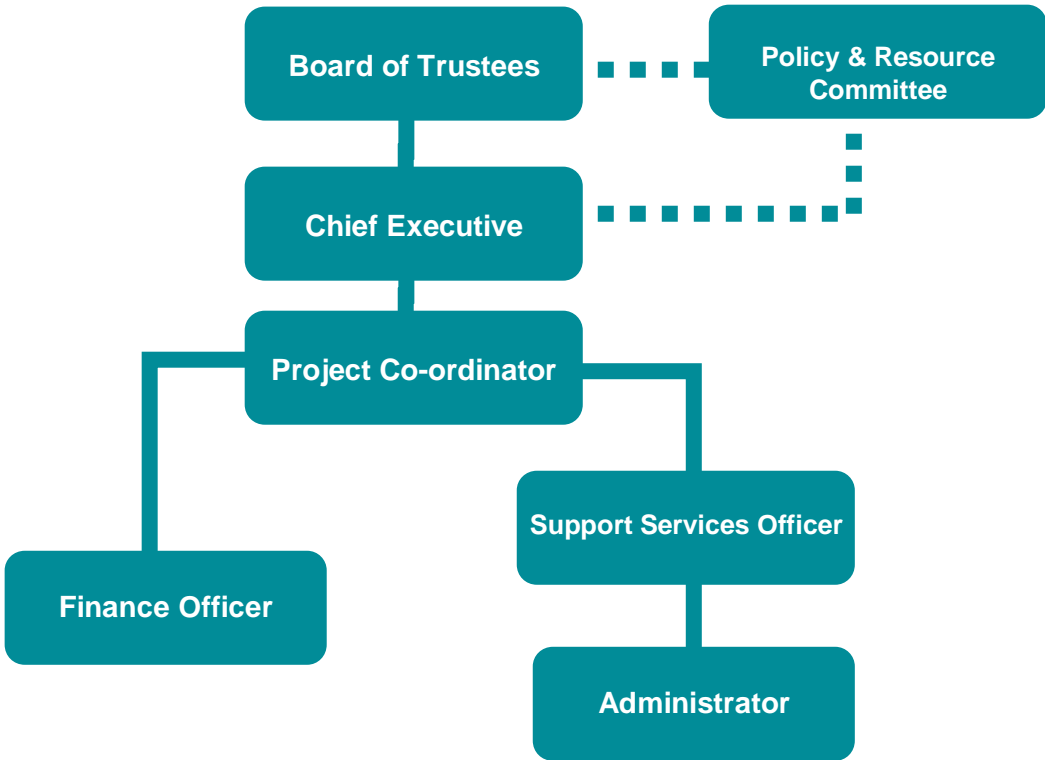 Board of Trustees
Policy & Resource
Committee
Chief Executive
Project Co-ordinator
Support Services Officer
Finance Officer
Administrator